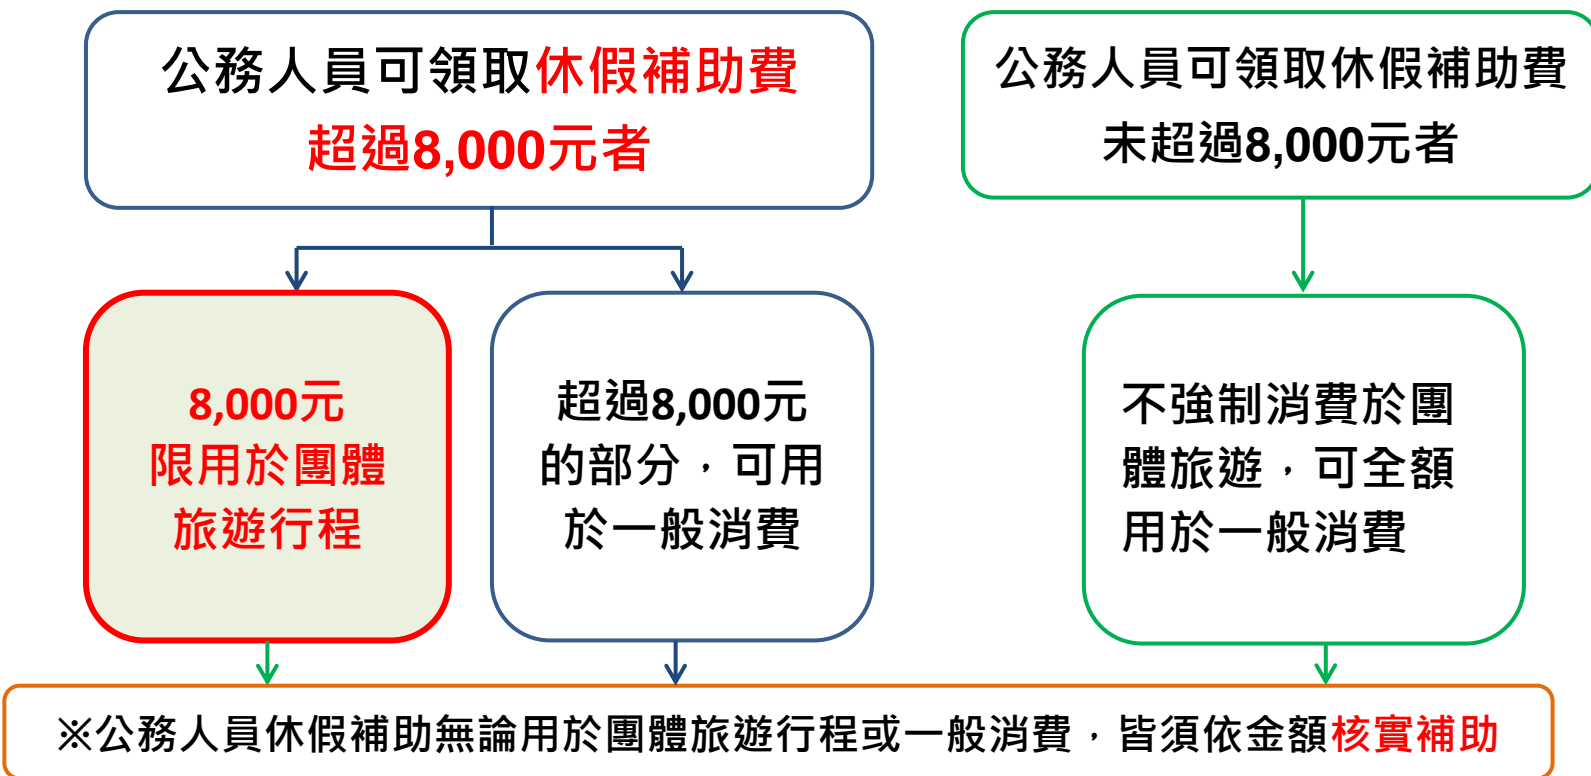 公務人員可領取休假補助費
超過8,000元者
公務人員可領取休假補助費
未超過8,000元者
8,000元
限用於團體
旅遊行程
超過8,000元
的部分，可用
於一般消費
不強制消費於團
體旅遊，可全額
用於一般消費
※公務人員休假補助無論用於團體旅遊行程或一般消費，皆須依金額核實補助